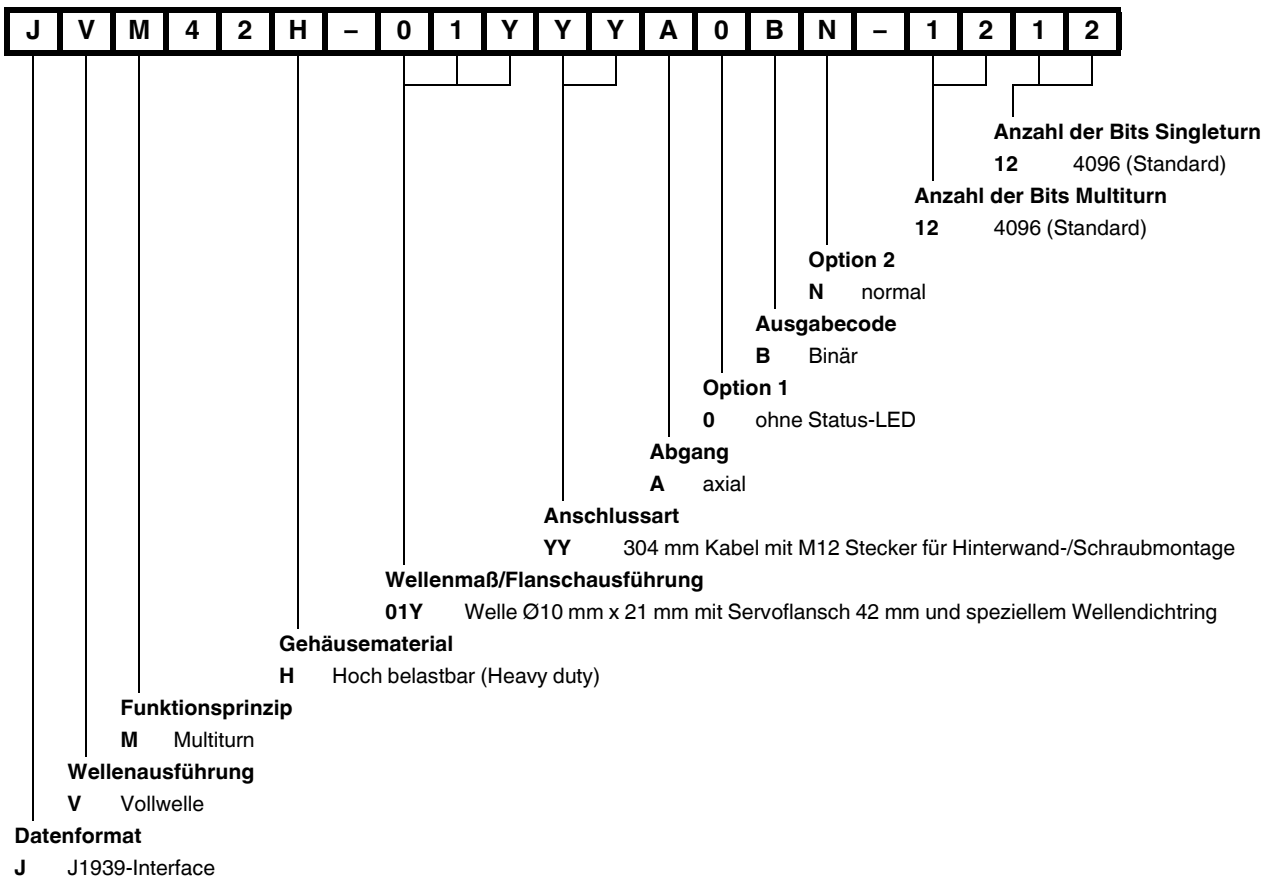 J V M 4 2 H – 0 1 Y Y Y A 0 B N – 1 2 1 2
Anzahl der Bits Singleturn
12 4096 (Standard)
Anzahl der Bits Multiturn
12 4096 (Standard)
Option 2
N normal
Ausgabecode
B Binär
Option 1
0 ohne Status-LED
Abgang
A axial
Anschlussart
YY 304 mm Kabel mit M12 Stecker für Hinterwand-/Schraubmontage
Wellenmaß/Flanschausführung
01Y Welle Ø10 mm x 21 mm mit Servoflansch 42 mm und speziellem Wellendichtring
Gehäusematerial
H Hoch belastbar (Heavy duty)
Funktionsprinzip
M Multiturn
Wellenausführung
V Vollwelle
Datenformat
J J1939-Interface